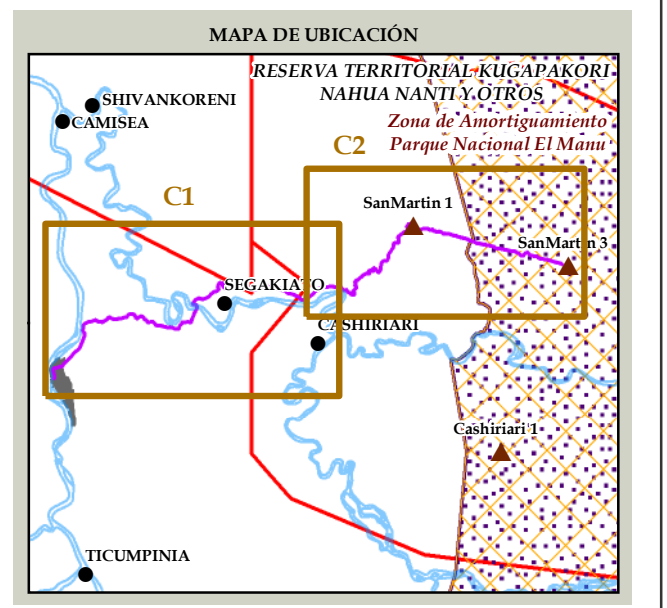 MAPA DE UBICACIÓN
RESERVA TERRITORIAL KUGAPAKORI
NAHUA NANTI Y OTROS
SHIVANKORENI
CAMISEA
Zona de Amortiguamiento
Parque Nacional El Manu
C2
C1
SanMartin 1
SanMartin 3
SEGAKIATO
CASHIRIARI
Cashiriari 1
TICUMPINIA